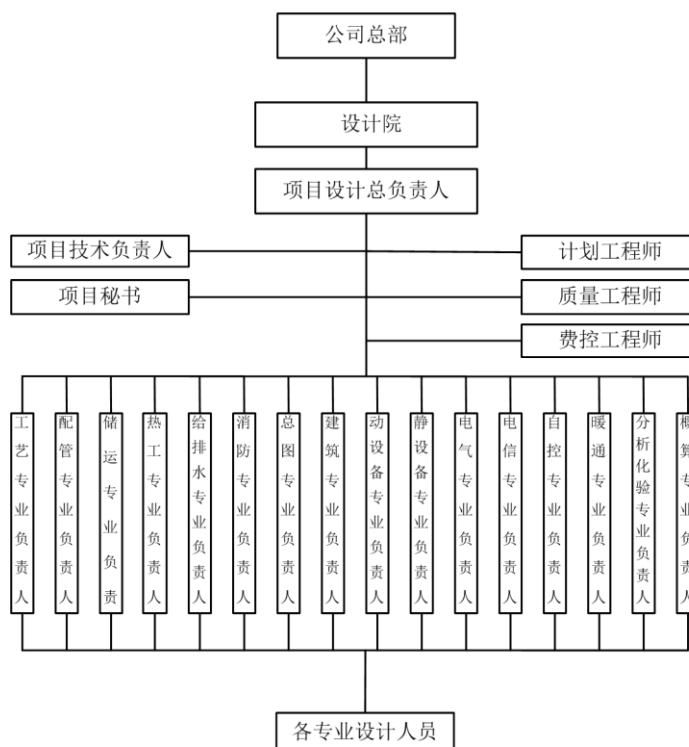 公司总部
设计院
项目设计总负责人
项目技术负责人
计划工程师
项目秘书
质量工程师
费控工程师
工艺专业负责人
配管专业负责人
储运专业负责
热工专业负责人
给排水专业负责人
消防专业负责人
总图专业负责人
建筑专业负责人
动设备专业负责人
静设备专业负责人
电气专业负责人
电信专业负责人
自控专业负责人
暖通专业负责人
分析化验专业负责人
概算专业负责人
各专业设计人员